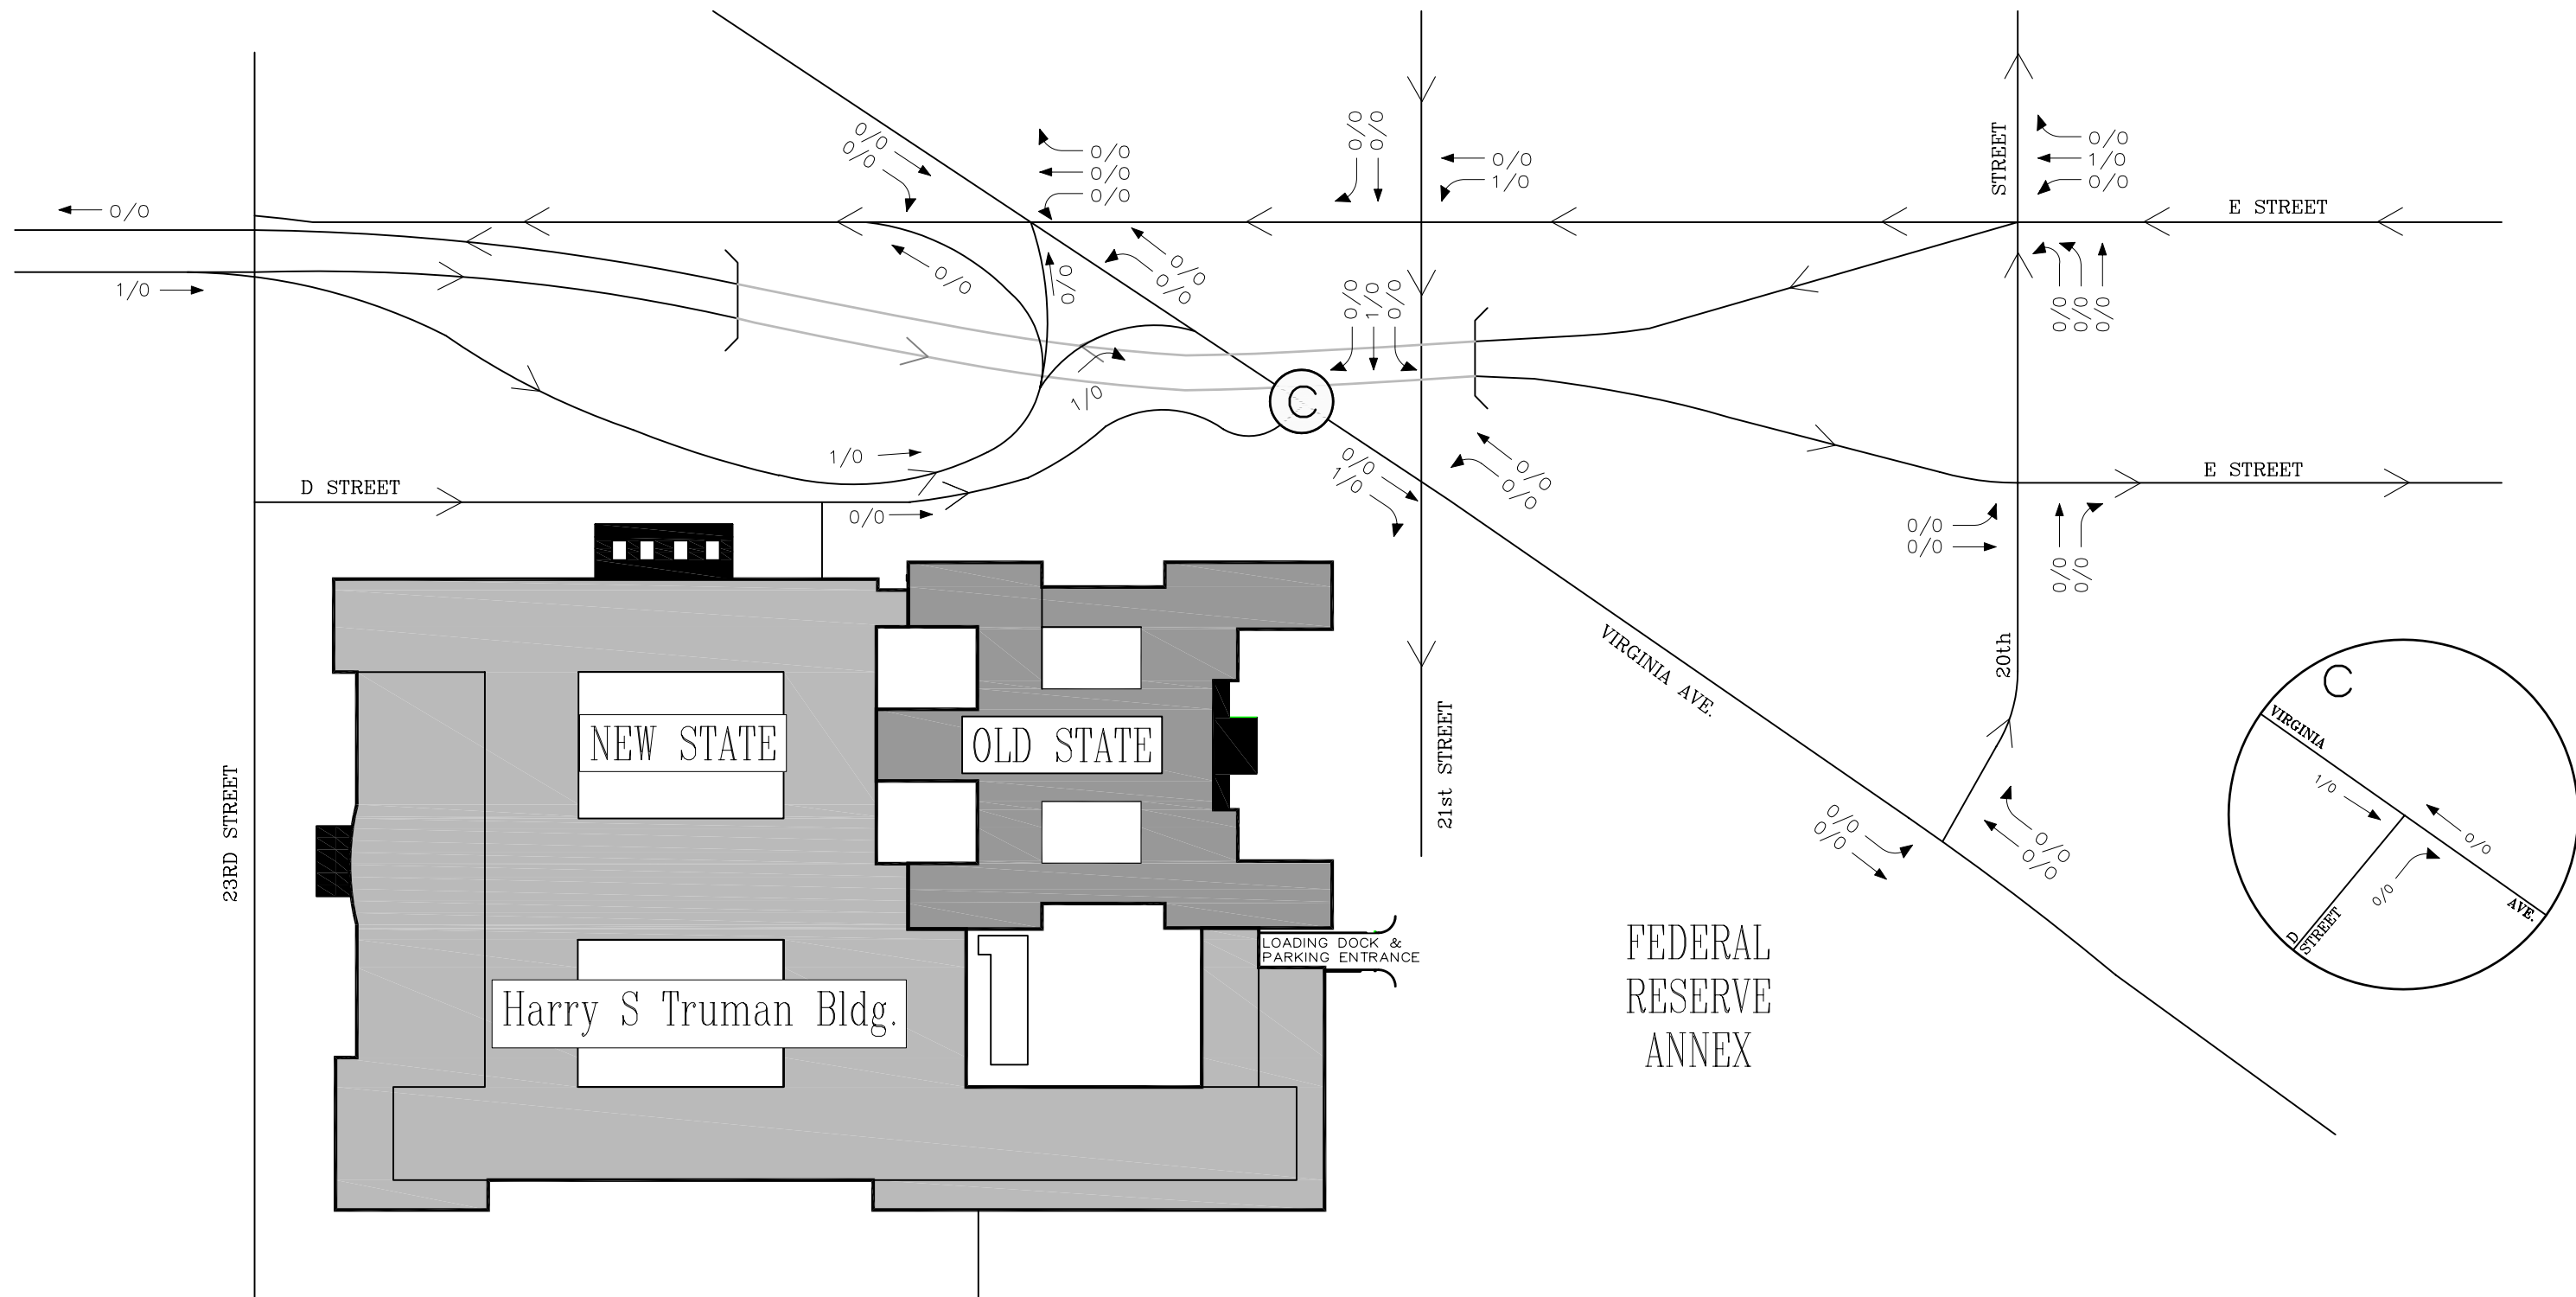 0/0
0/0
0/0
0/0
0/0
0/0
0/0
0/0
1/0
STREET
0/0
1/0
0/0
E STREET
0/0
1/0
0/0
0/0
0/0
0/0
0/0
1/0
0/0
0/0
0/0
0/0
1/0
C
D STREET
1/0
0/0
0/0
1/0
0/0
0/0
E STREET
0/0
0/0
0/0
0/0
VIRGINIA AVE.
20th
21st STREET
23RD STREET
NEW STATE
OLD STATE
Harry S Truman Bldg.
1
LOADING DOCK &
PARKING ENTRANCE
FEDERAL
RESERVE
ANNEX
0/0
0/0
0/0
0/0
C
VIRGINIA
AVE.
1/0
0/0
0/0
D
STREET